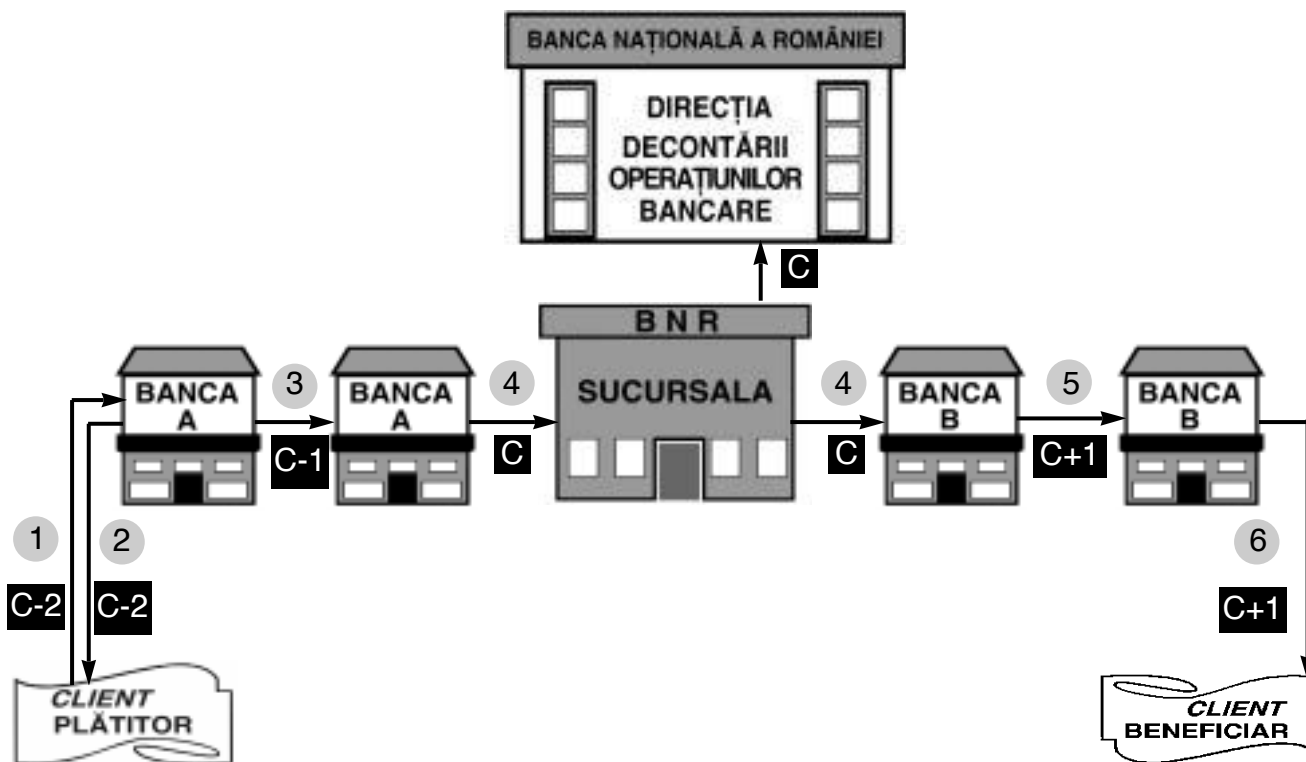 BANCA NAȚIONALĂ A ROMÂNIEI
DIRECȚIA
DECONTĂRII
OPERAȚIUNILOR
BANCARE
C
B N R
SUCURSALA
BANCA
A
3
C-1
BANCA
A
4
C
4
C
BANCA
B
5
C+1
BANCA
B
1
C-2
2
C-2
6
C+1
CLIENT
PLĂTITOR
CLIENT
BENEFICIAR